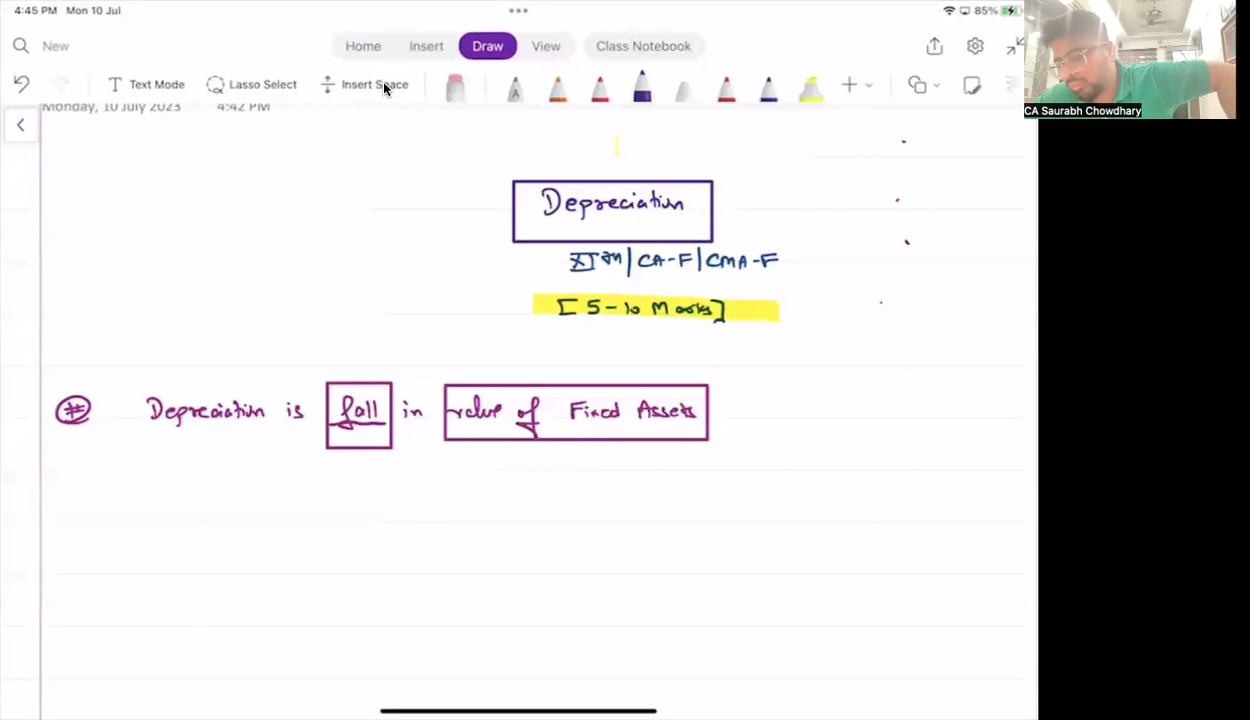 4:45 PM Mon 10 Jul
85%
New
Home Insert Draw View Class Notebook
Text Mode Lasso Select Insert Space
A
CA Saurabh Chowdhary
Monday, 10 July 2023 4:42 PM
Depreciation
XI th | CA-F | CMA-F
[5-10 Marks]
# Depreciation is fall in value of Fixed Assets